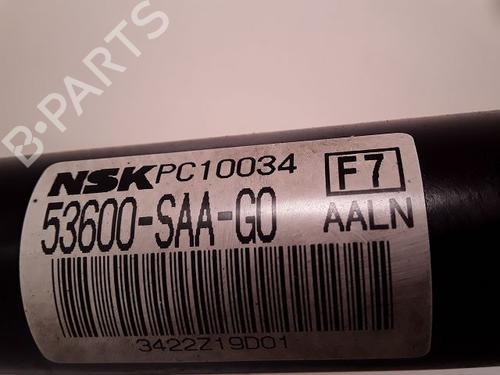 B-PARTS
NSK PC10034 F7
53600-SAA-G0 AALN
3422Z19D01